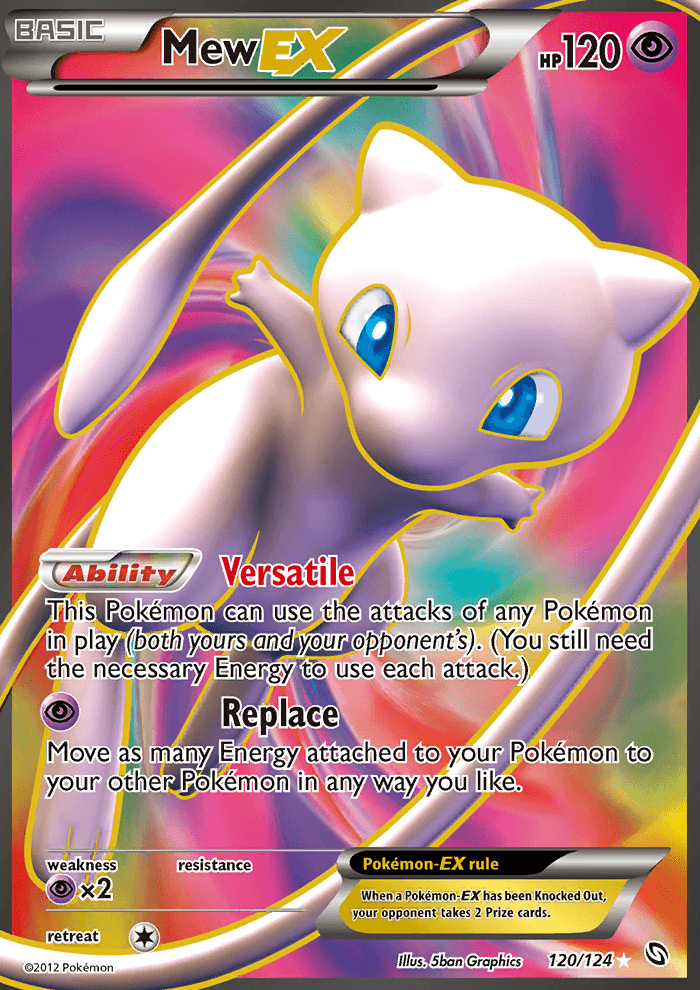 BASIC
Mew EX
HP120
Ability Versatile
This Pokémon can use the attacks of any Pokémon
in play (both yours and your opponent's). (You still need
the necessary Energy to use each attack.)
Replace
Move as many Energy attached to your Pokémon to
your other Pokémon in any way you like.
weakness resistance
×2
Pokémon-EX rule
When a Pokémon-EX has been Knocked Out,
your opponent takes 2 Prize cards.
retreat
©2012 Pokémon
Illus. 5ban Graphics
120/124